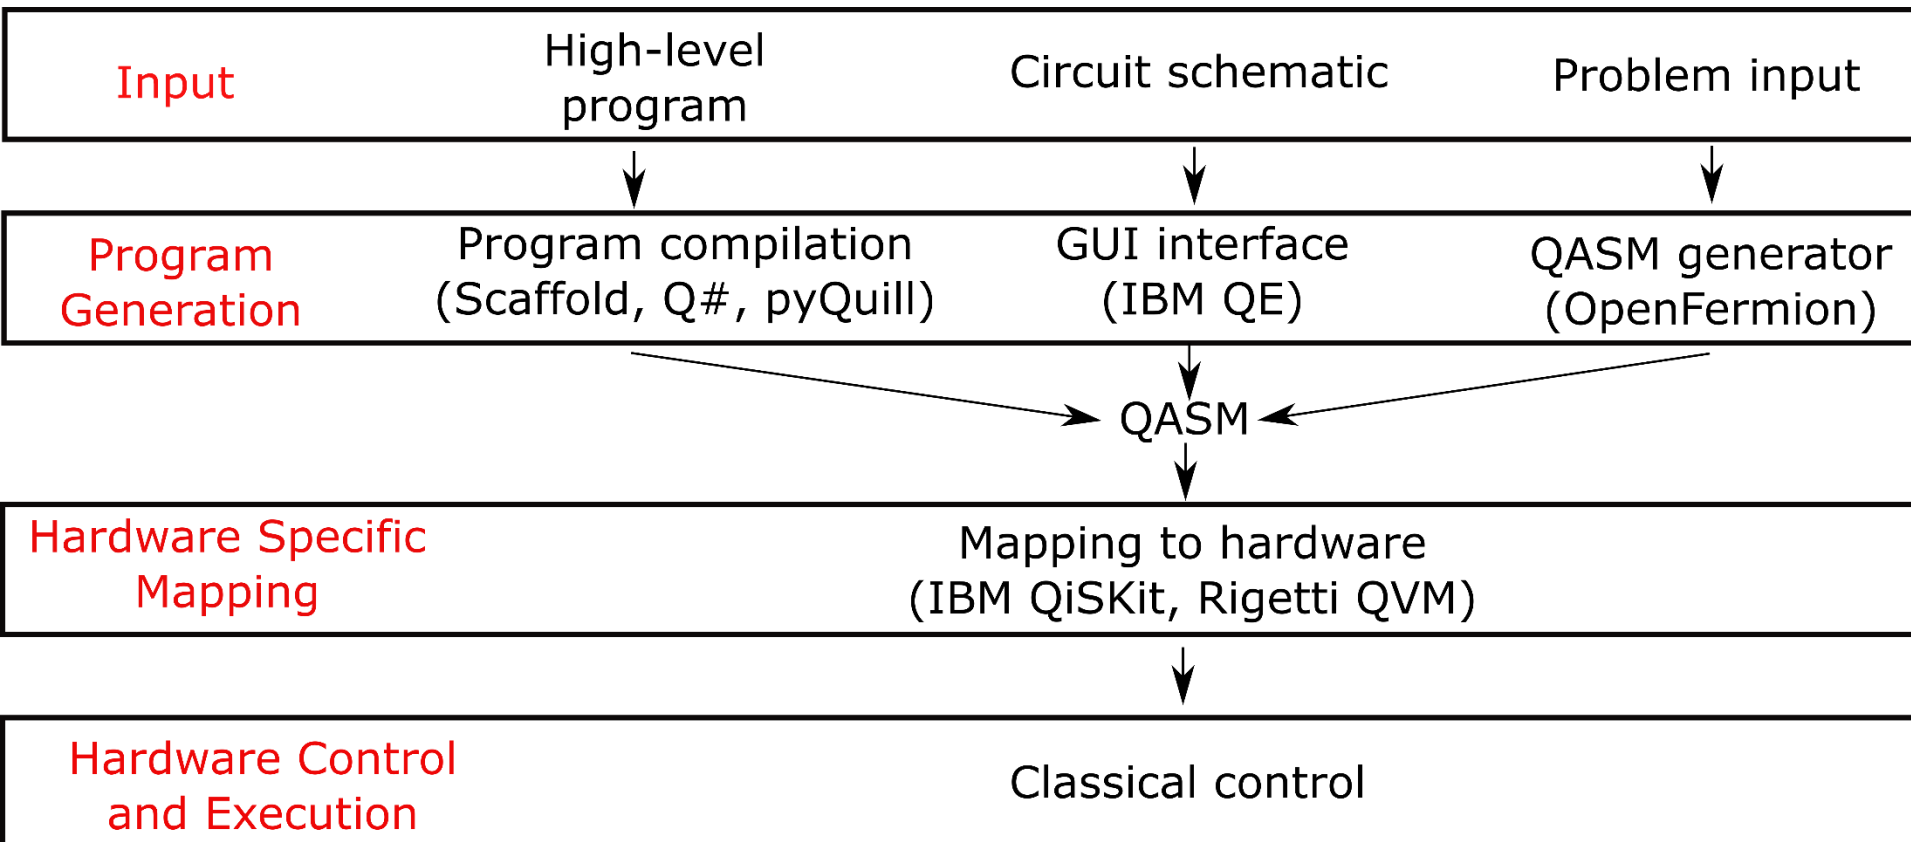 Input
High-level
program
Circuit schematic
Problem input
Program
Generation
Program compilation
(Scaffold, Q#, pyQuill)
GUI interface
(IBM QE)
QASM generator
(OpenFermion)
QASM
Hardware Specific
Mapping
Mapping to hardware
(IBM QiSKit, Rigetti QVM)
Hardware Control
and Execution
Classical control